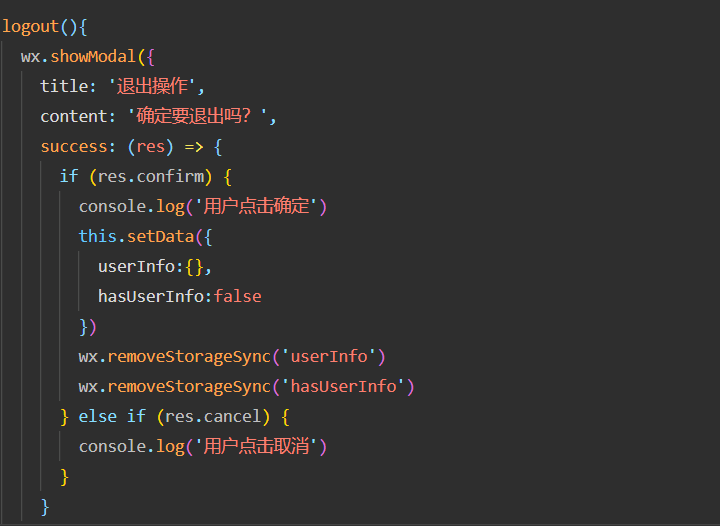 logout(){
wx.showModal({
title: '退出操作',
content: '确定要退出吗？',
success: (res) => {
if (res.confirm) {
console.log('用户点击确定')
this.setData({
userInfo:{},
hasUserInfo:false
})
wx.removeStorageSync('userInfo')
wx.removeStorageSync('hasUserInfo')
} else if (res.cancel) {
console.log('用户点击取消')
}
}